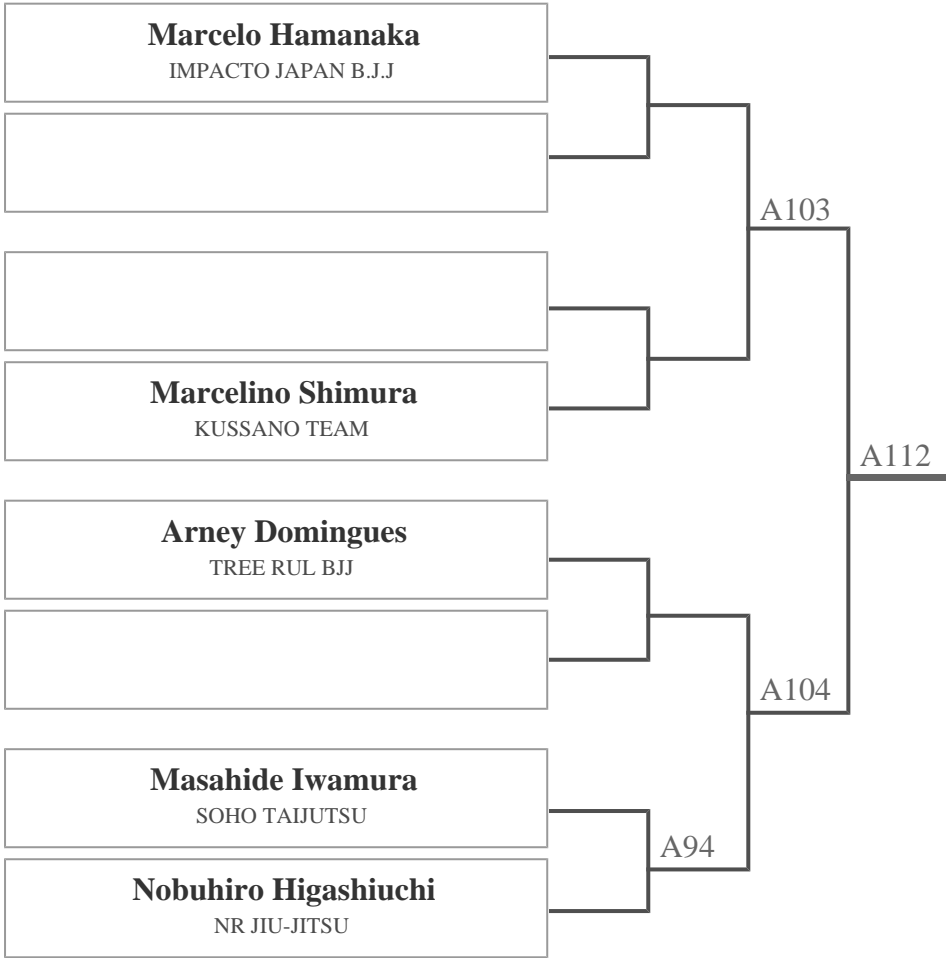 Marcelo Hamanaka
IMPACTO JAPAN B.J.J
A103
Marcelino Shimura
KUSSANO TEAM
A112
Arney Domingues
TREE RUL BJJ
A104
Masahide Iwamura
SOHO TAIJUTSU
A94
Nobuhiro Higashiuchi
NR JIU-JITSU